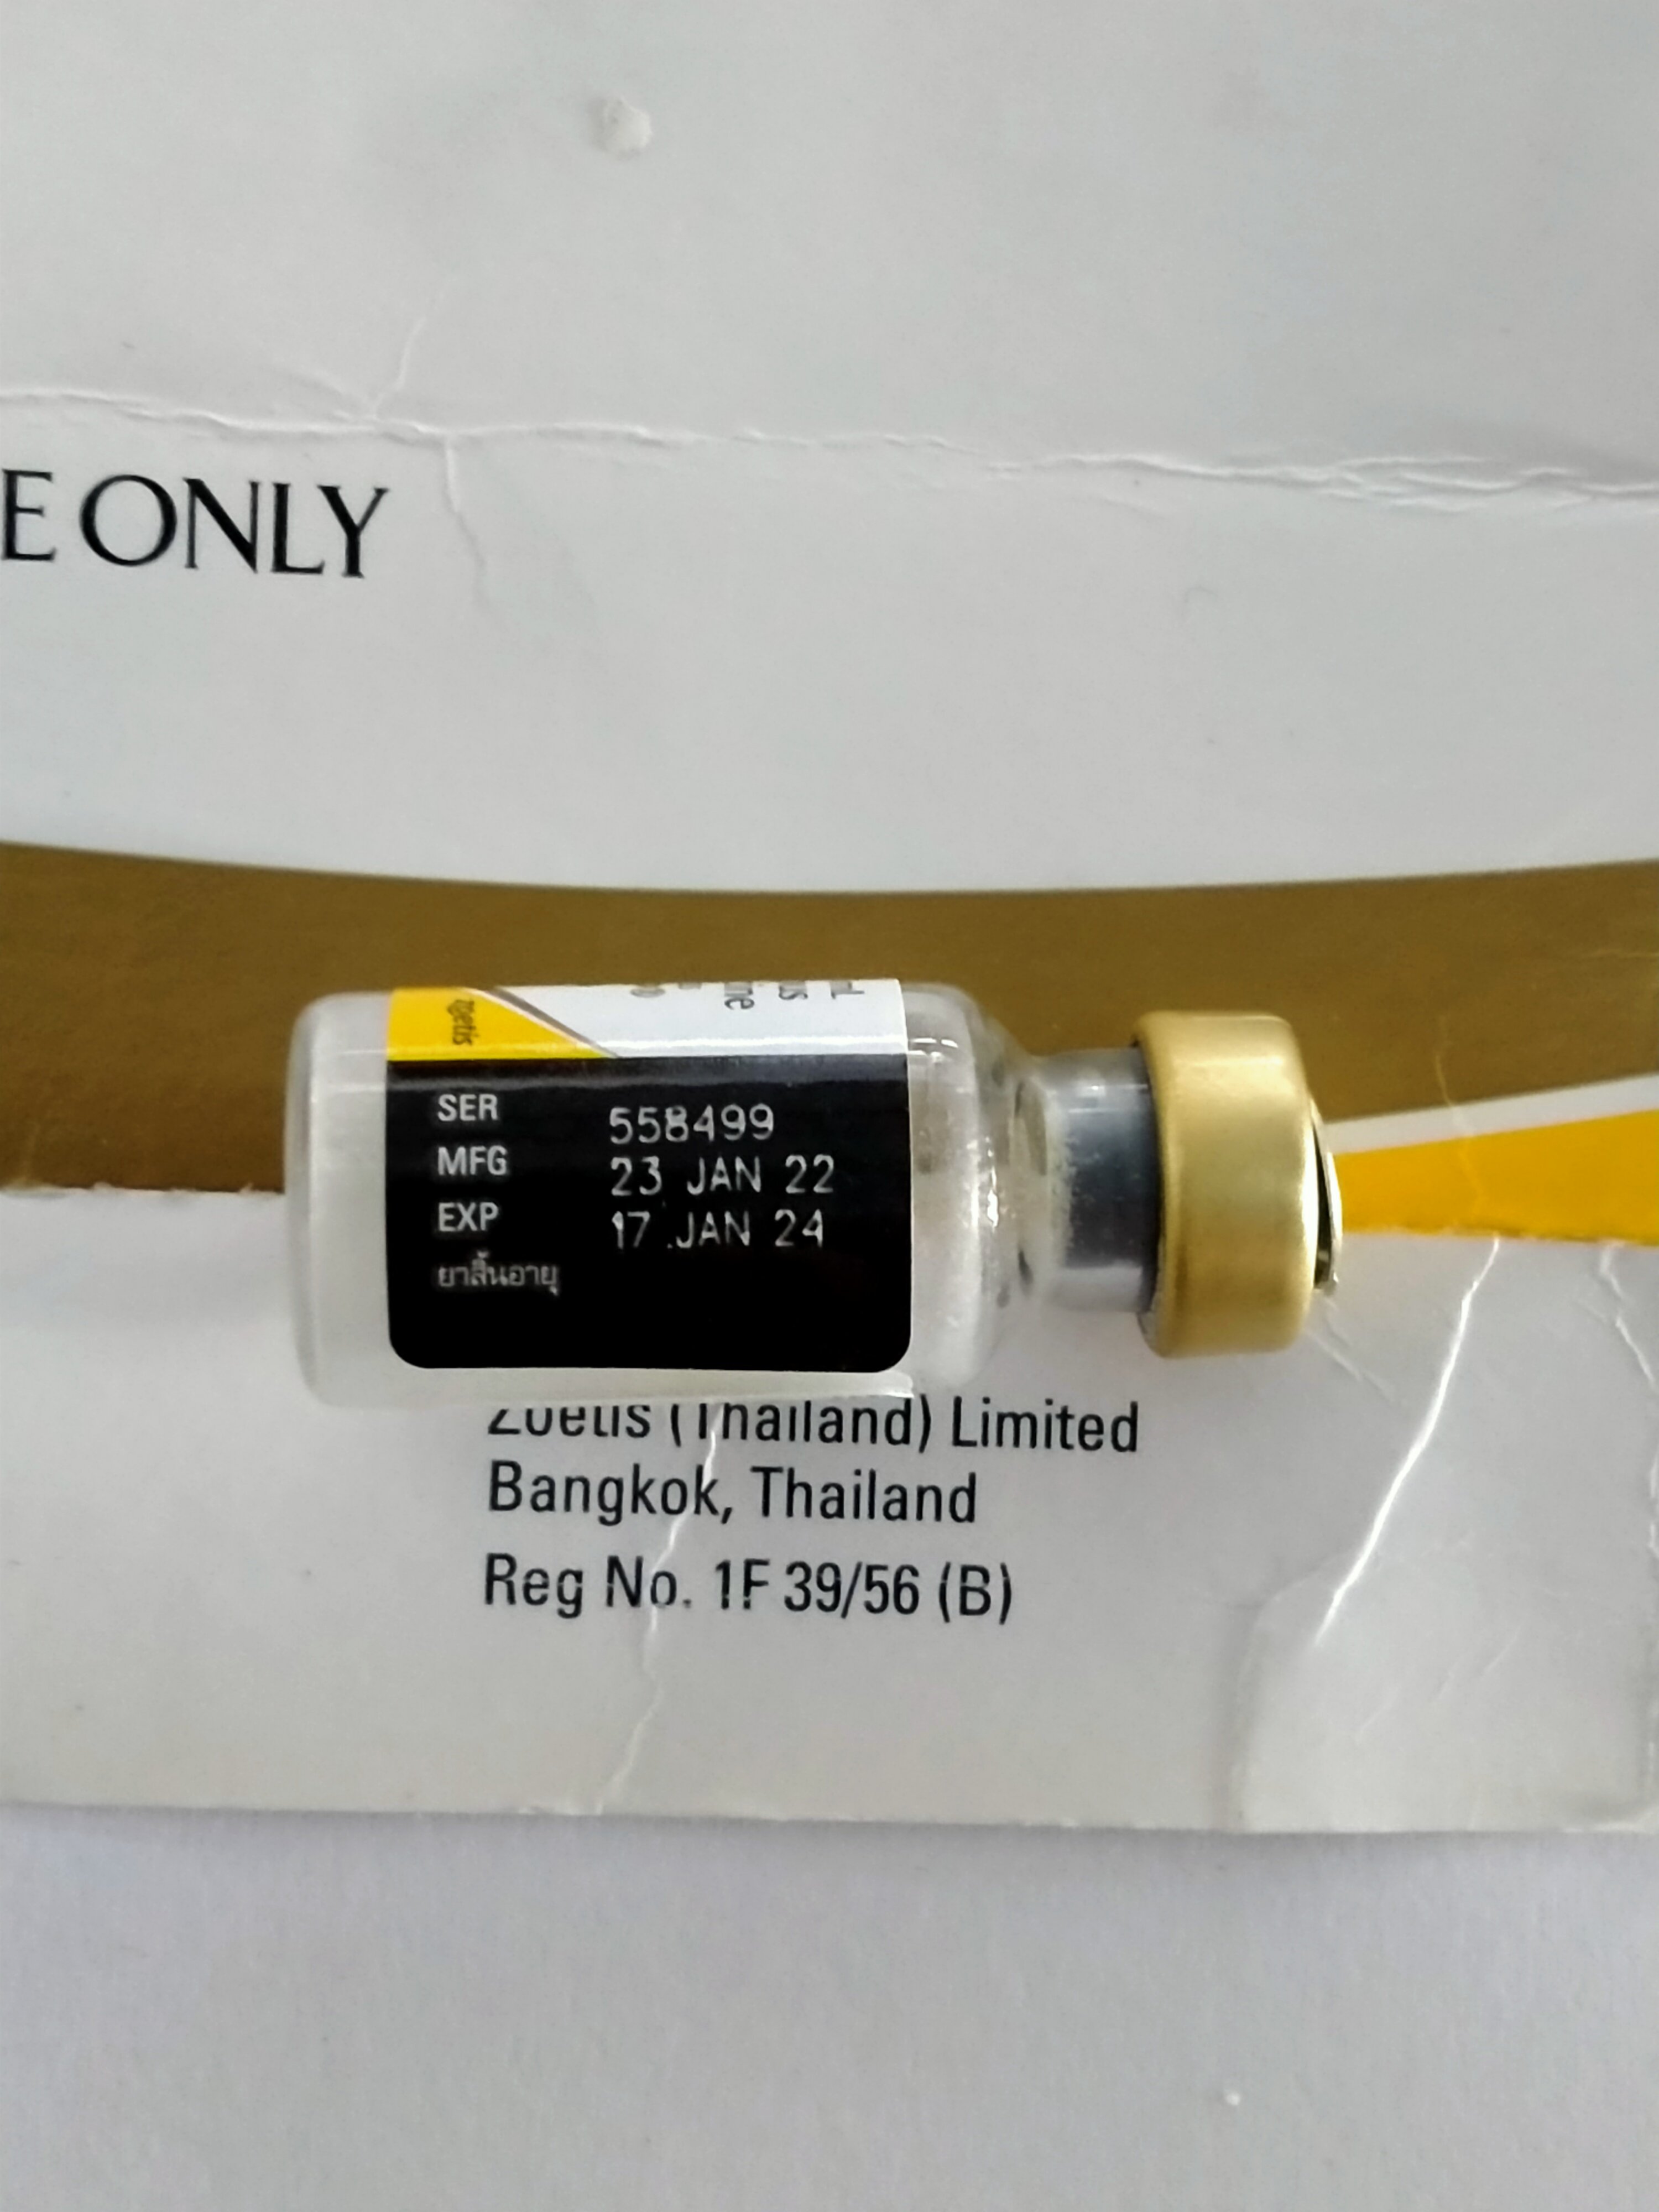 ONLY
zoetis
SER 558499
MFG 23 JAN 22
EXP 17 JAN 24
ยาสิ้นอายุ
Zoetis (Thailand) Limited
Bangkok, Thailand
Reg No. 1F 39/56 (B)